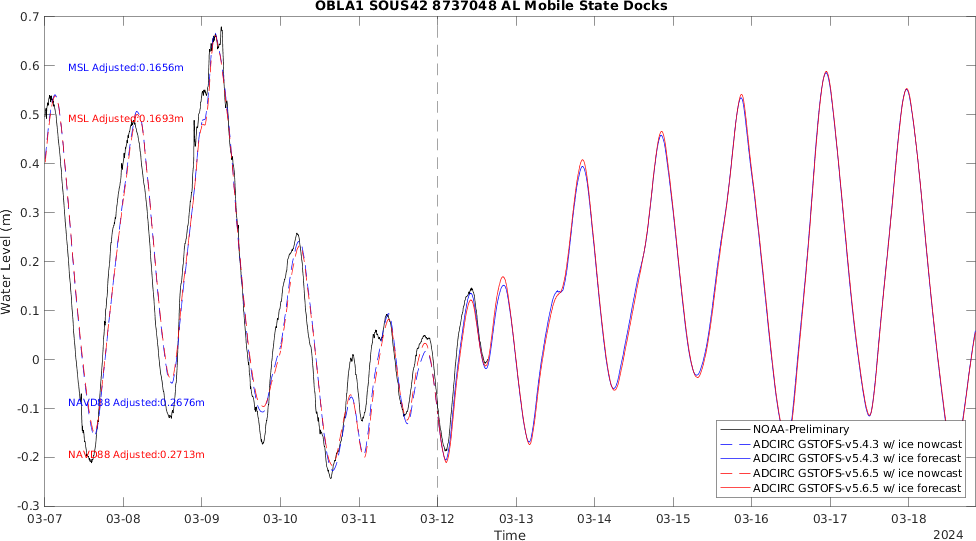 OBLA1 SOUS42 8737048 AL Mobile State Docks
0.7
0.6
0.5
0.4
0.3
0.2
0.1
0
-0.1
-0.2
-0.3
Water Level (m)
MSL Adjusted:0.1656m
MSL Adjusted:0.1693m
NAVD88 Adjusted:0.2676m
NAVD88 Adjusted:0.2713m
NOAA-Preliminary
ADCIRC GSTOFS-v5.4.3 w/ ice nowcast
ADCIRC GSTOFS-v5.4.3 w/ ice forecast
ADCIRC GSTOFS-v5.6.5 w/ ice nowcast
ADCIRC GSTOFS-v5.6.5 w/ ice forecast
03-07 03-08 03-09 03-10 03-11 03-12 03-13 03-14 03-15 03-16 03-17 03-18
Time
2024